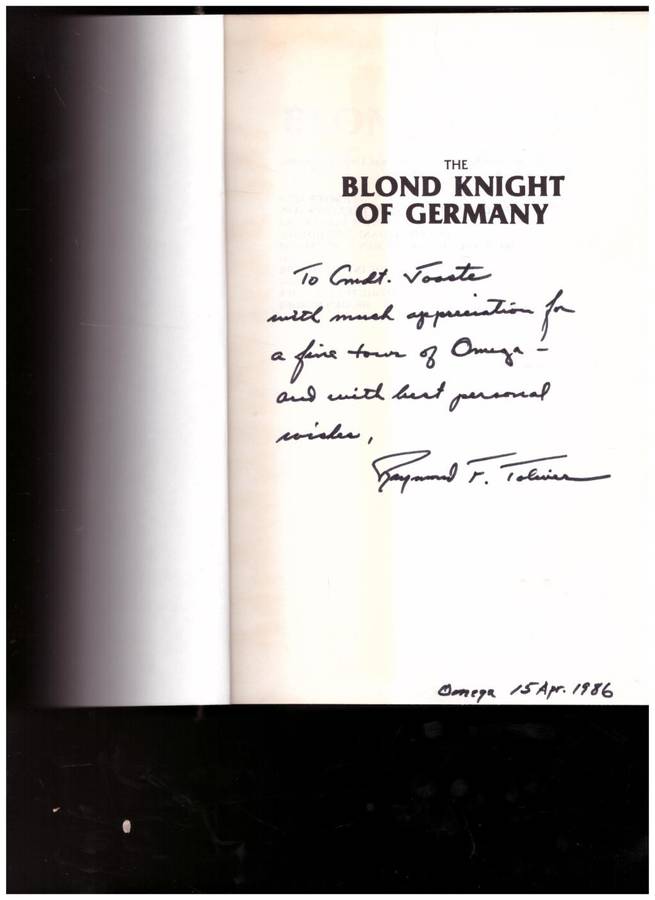 THE
BLOND KNIGHT
OF GERMANY
To Cmdt. Jooste
with much appreciation for
a fine tour of Omega –
and with best personal
wishes,
Raymond F. Toliver
Omega 15 Apr. 1986